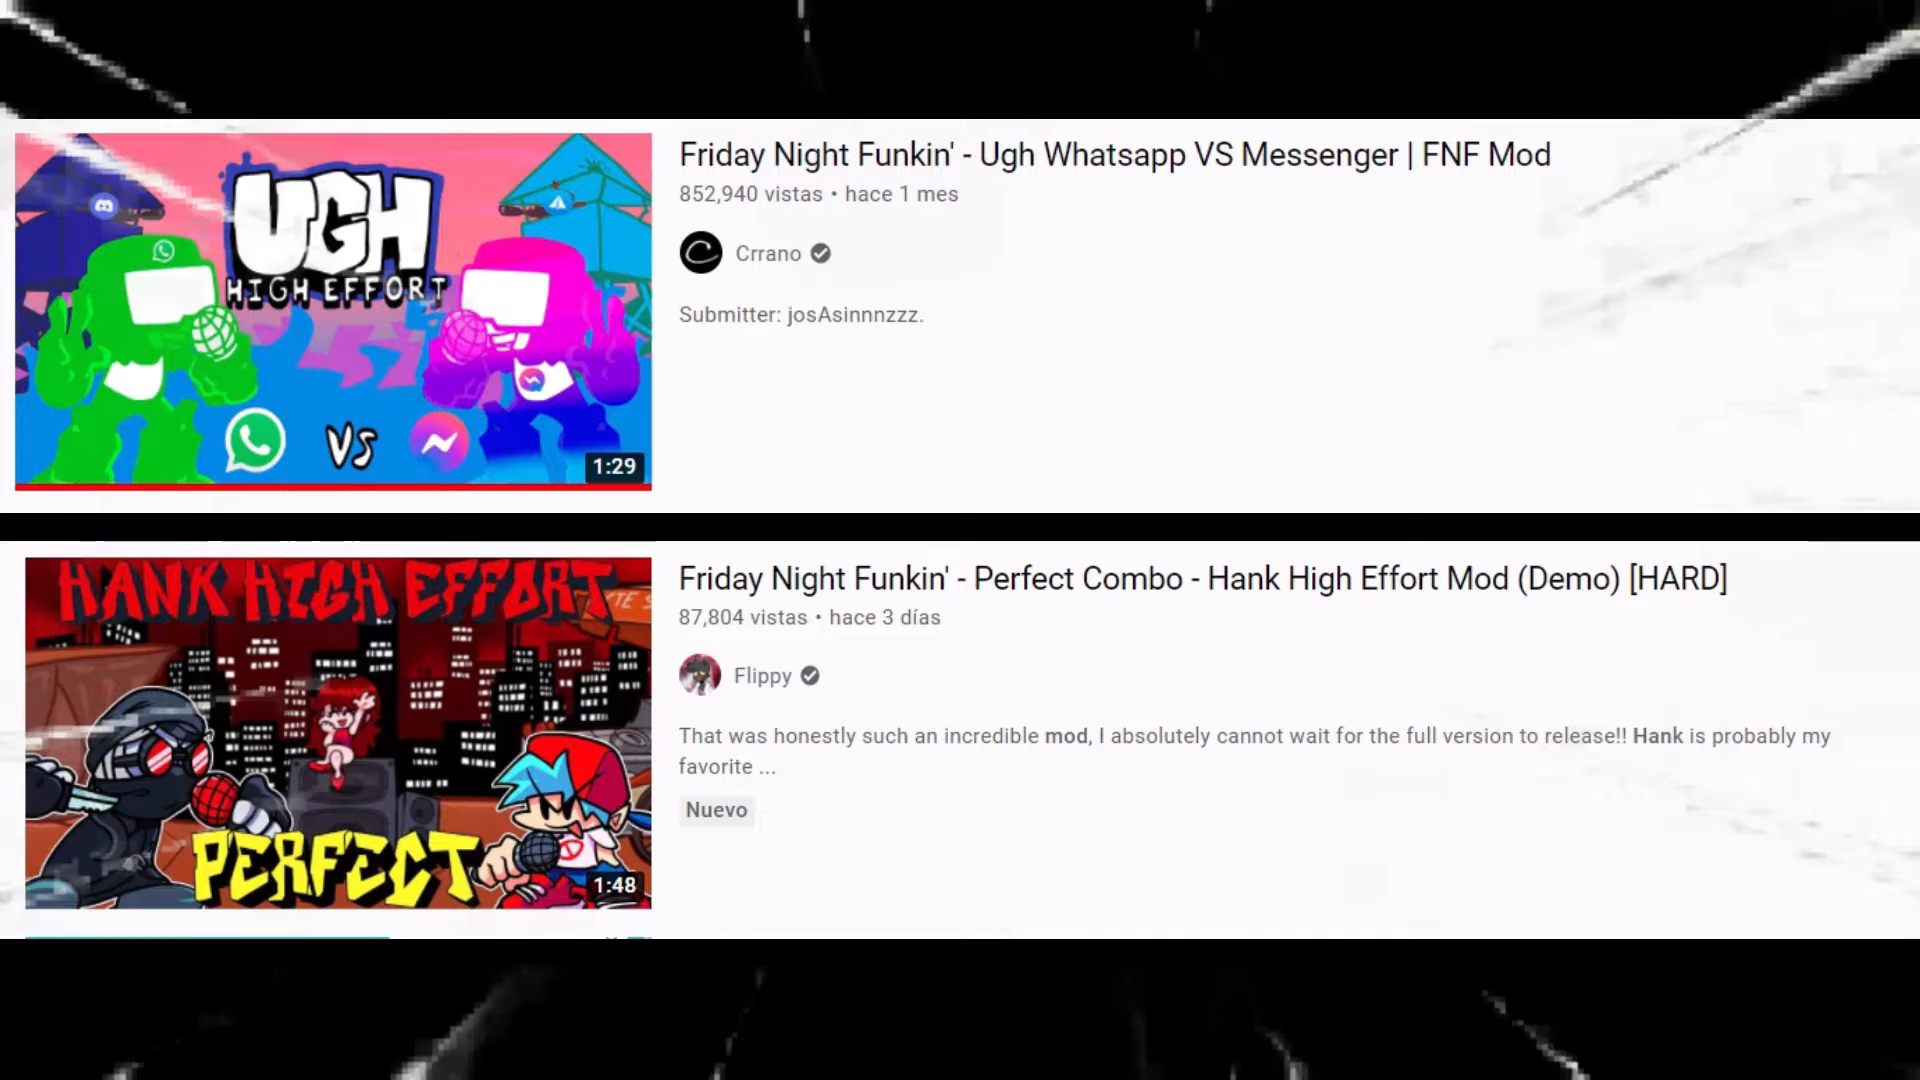 UGH
HIGH EFFORT
VS
1:29
Friday Night Funkin' - Ugh Whatsapp VS Messenger | FNF Mod
852,940 vistas • hace 1 mes
Crrano
Submitter: josAsinnnzzz.
HANK HIGH EFFORT
PERFECT
1:48
Friday Night Funkin' - Perfect Combo - Hank High Effort Mod (Demo) [HARD]
87,804 vistas • hace 3 días
Flippy
That was honestly such an incredible mod, I absolutely cannot wait for the full version to release!! Hank is probably my
favorite ...
Nuevo